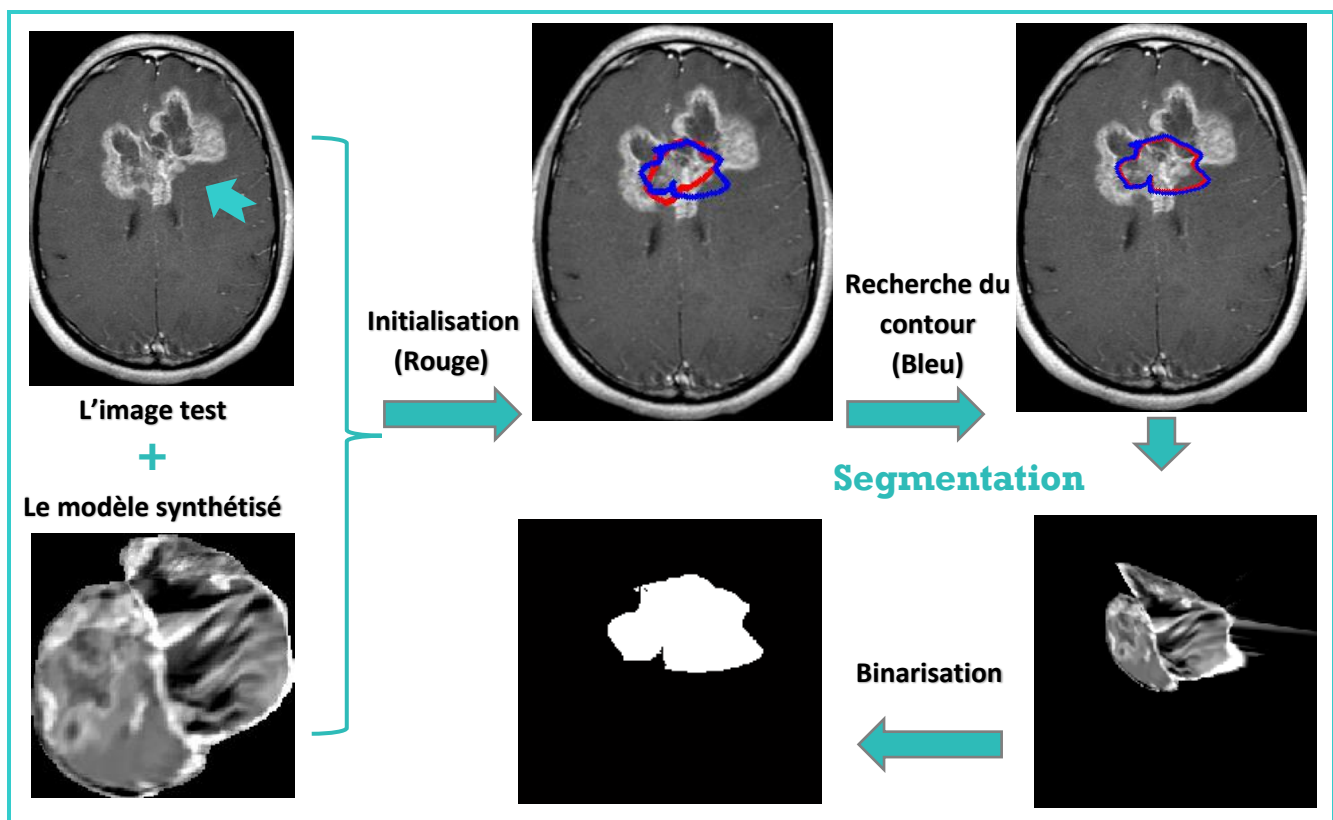 L’image test
+
Le modèle synthétisé
Initialisation
(Rouge)
Recherche du
contour
(Bleu)
Segmentation
Binarisation